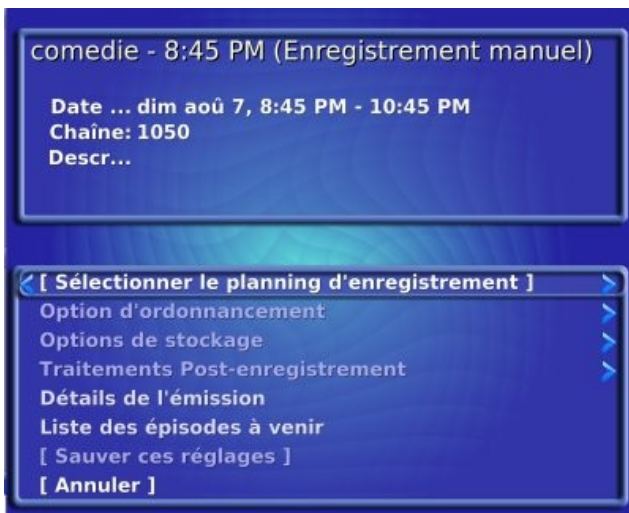 comedie - 8:45 PM (Enregistrement manuel)
Date ... dim aoû 7, 8:45 PM - 10:45 PM
Chaîne: 1050
Descr...
[ Sélectionner le planning d'enregistrement ]
Option d'ordonnancement
Options de stockage
Traitements Post-enregistrement
Détails de l'émission
Liste des épisodes à venir
[ Sauver ces réglages ]
[ Annuler ]